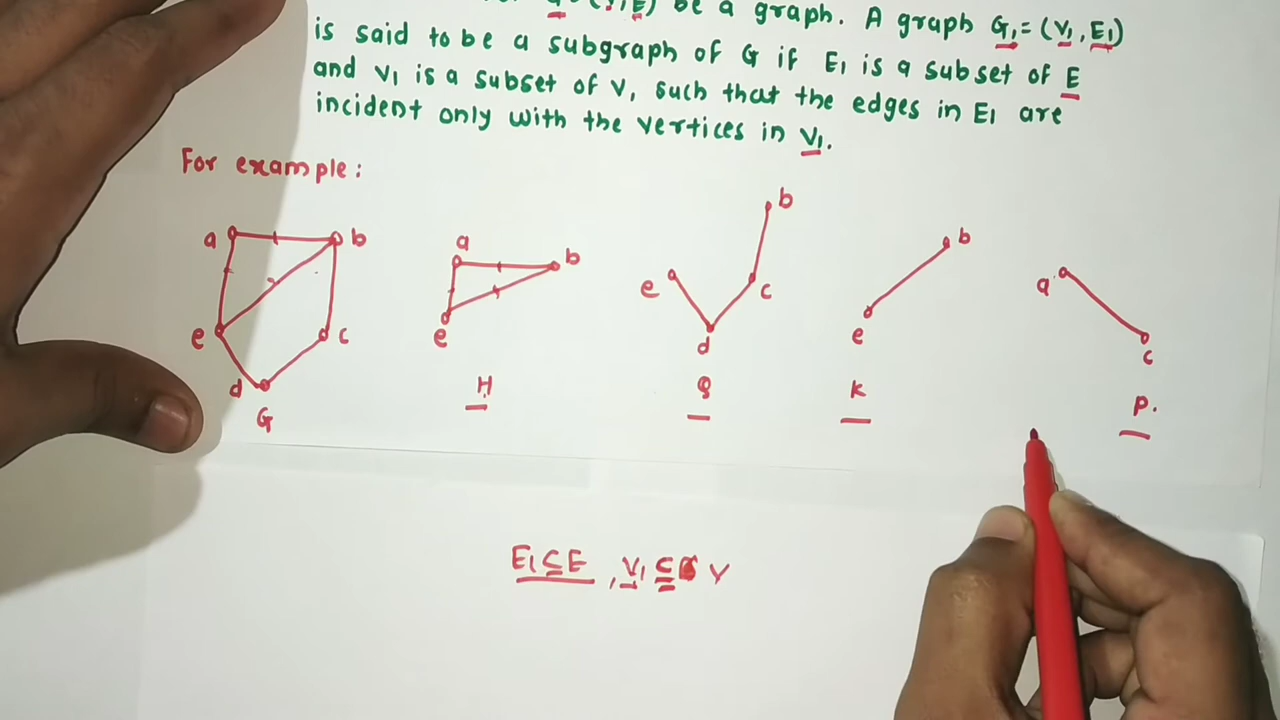 be a graph. A graph G1 = (V1, E1)
is said to be a subgraph of G if E1 is a subset of E
and V1 is a subset of V, such that the edges in E1 are
incident only with the vertices in V1.
For example:
a b e c d G
a b e H
b e c d Q
b e K
a c P.
E1 ⊆ E, V1 ⊆ V